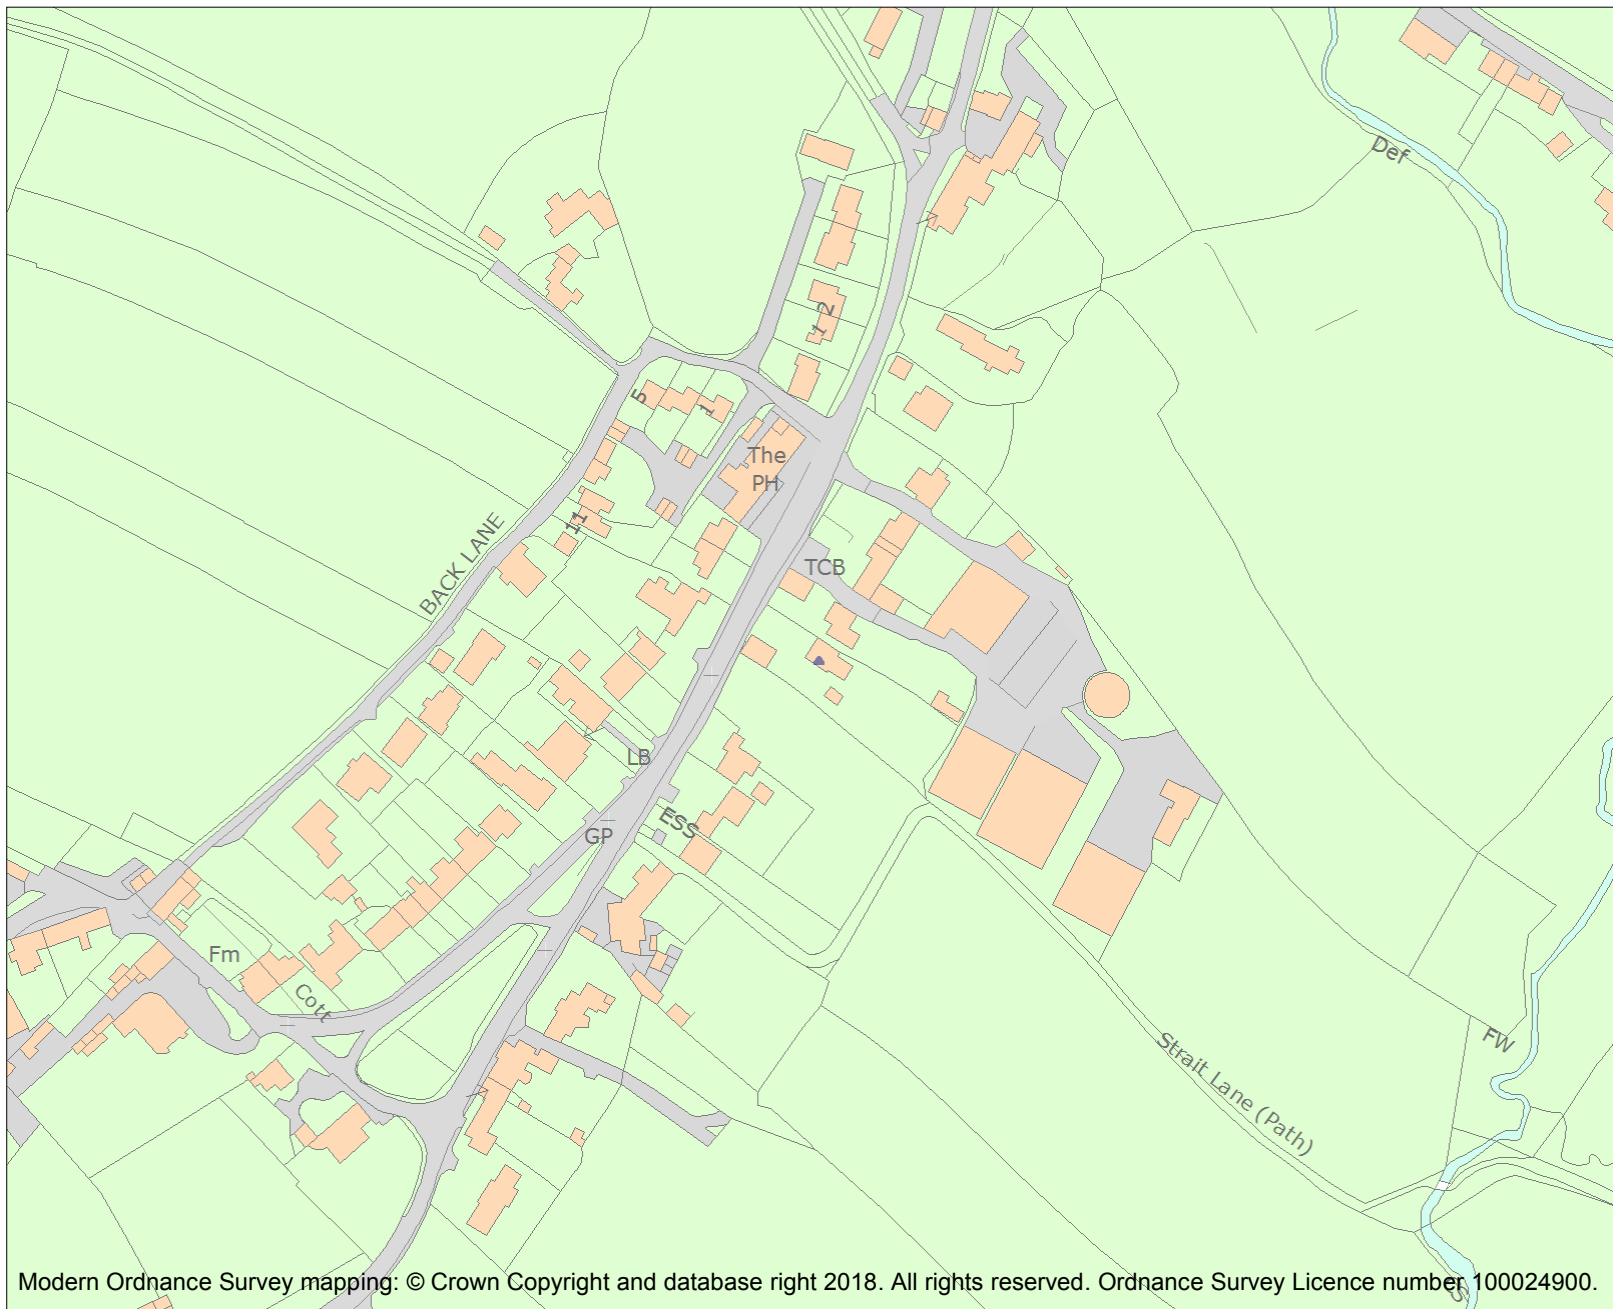 Def
2
1
5
1
The
PH
11
BACK LANE
TCB
LB
ESS
GP
Fm
Cott
FW
Strait Lane (Path)
CS
Modern Ordnance Survey mapping: © Crown Copyright and database right 2018. All rights reserved. Ordnance Survey Licence number 100024900.